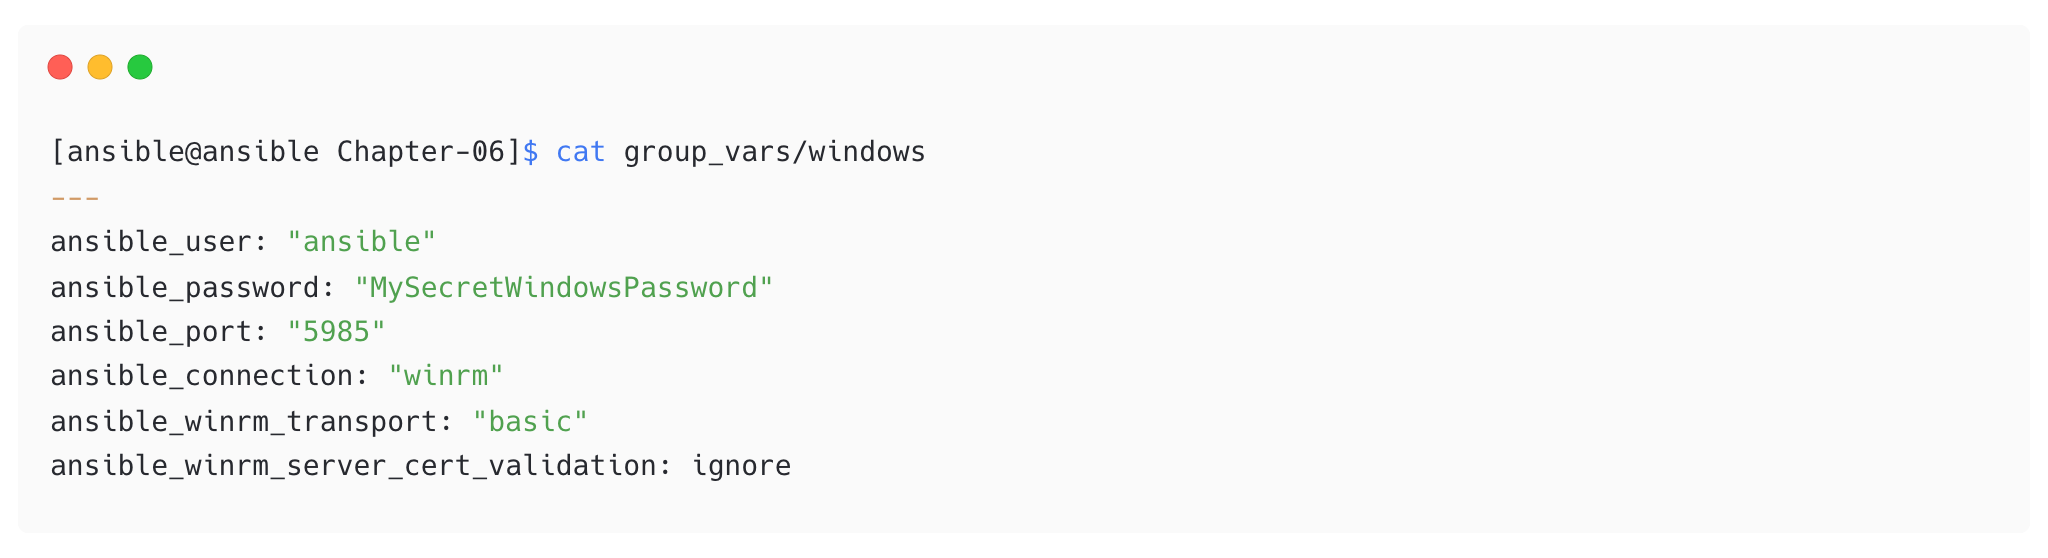 [ansible@ansible Chapter-06]$ cat group_vars/windows
---
ansible_user: "ansible"
ansible_password: "MySecretWindowsPassword"
ansible_port: "5985"
ansible_connection: "winrm"
ansible_winrm_transport: "basic"
ansible_winrm_server_cert_validation: ignore